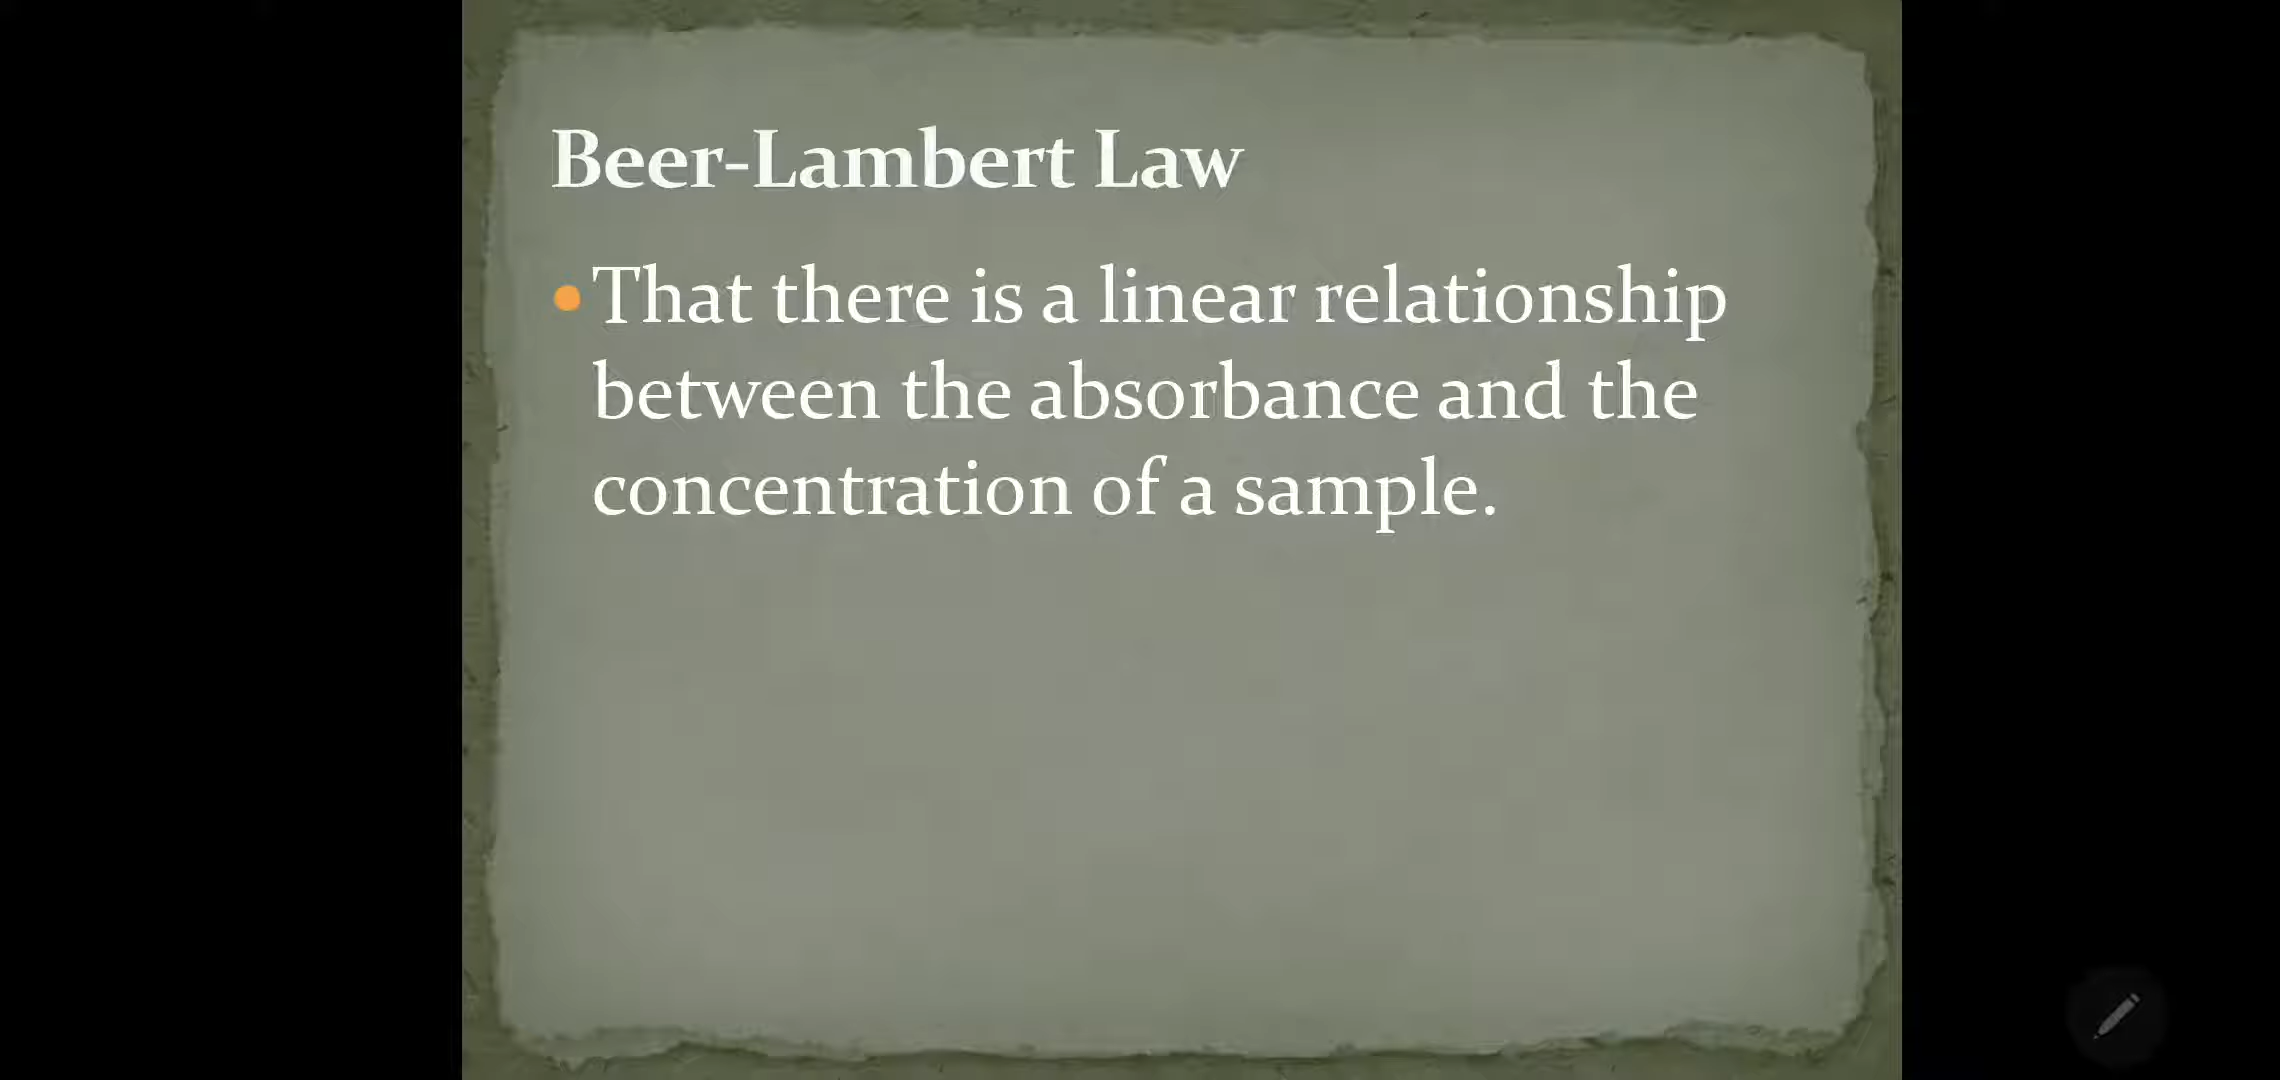 Beer-Lambert Law
That there is a linear relationship
between the absorbance and the
concentration of a sample.